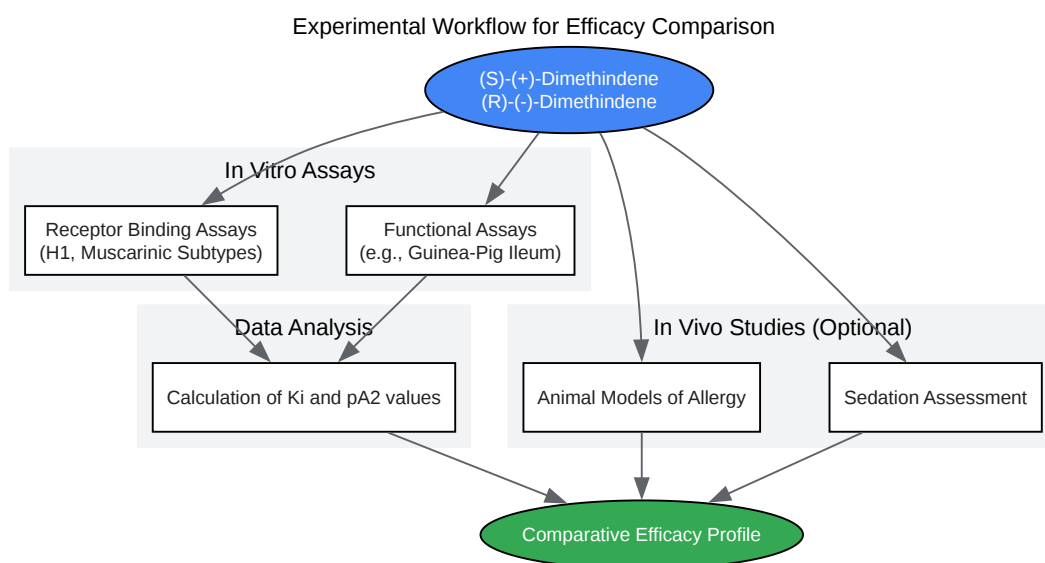 Experimental Workflow for Efficacy Comparison
(S)-(+)-Dimethindene
(R)-(-)-Dimethindene
In Vitro Assays
Receptor Binding Assays
(H1, Muscarinic Subtypes)
Functional Assays
(e.g., Guinea-Pig Ileum)
Data Analysis
Calculation of Ki and pA2 values
In Vivo Studies (Optional)
Animal Models of Allergy
Sedation Assessment
Comparative Efficacy Profile